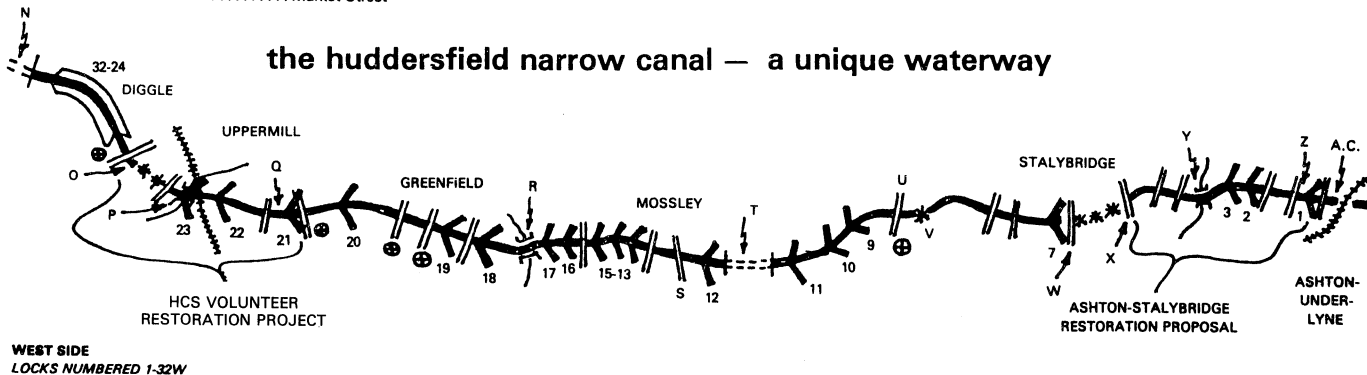 Market Street
the huddersfield narrow canal — a unique waterway
N
32-24
DIGGLE
UPPERMILL
O
P
Q
23
22
21
20
GREENFIELD
R
19
18
17
16
15-13
MOSSLEY
S
12
T
11
10
9
U
V
STALYBRIDGE
7
W
X
Y
3
2
Z
1
A.C.
HCS VOLUNTEER
RESTORATION PROJECT
ASHTON-STALYBRIDGE
RESTORATION PROPOSAL
ASHTON-
UNDER-
LYNE
WEST SIDE
LOCKS NUMBERED 1-32W